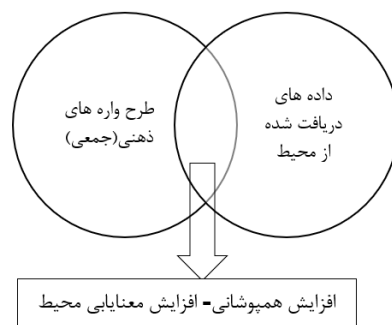 داده های
دریافت شده
از محیط
طرح واره های
ذهنی(جمعی)
افزایش همپوشانی= افزایش معنایابی محیط